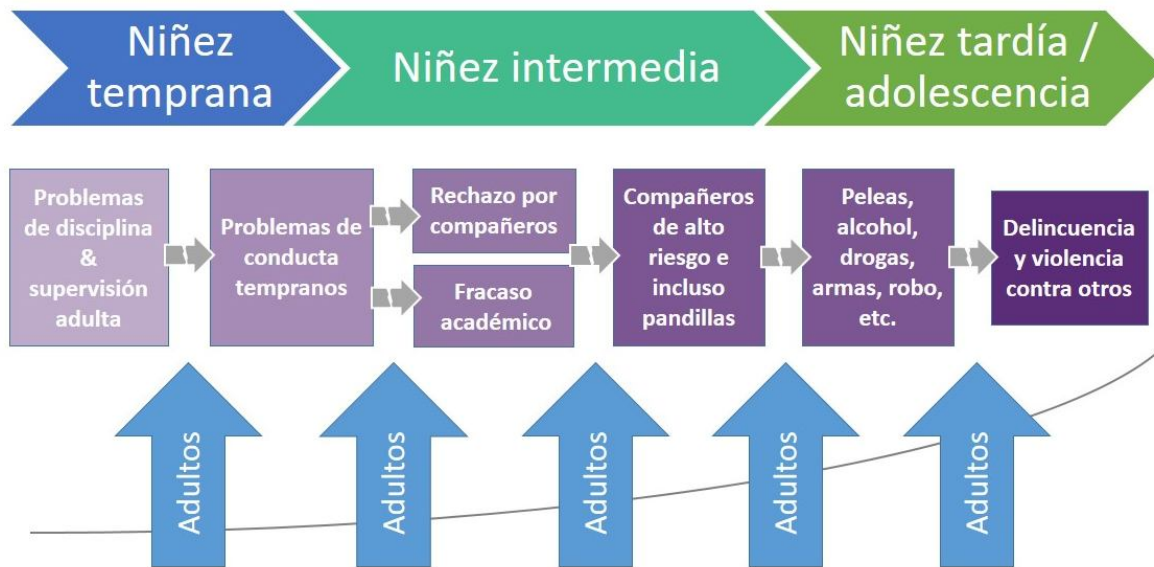 Niñez
temprana
Niñez intermedia
Niñez tardía /
adolescencia
Problemas
de disciplina
&
supervisión
adulta
Problemas de
conducta
tempranos
Rechazo por
compañeros
Fracaso
académico
Compañeros
de alto
riesgo e
incluso
pandillas
Peleas,
alcohol,
drogas,
armas, robo,
etc.
Delincuencia
y violencia
contra otros
Adultos
Adultos
Adultos
Adultos
Adultos